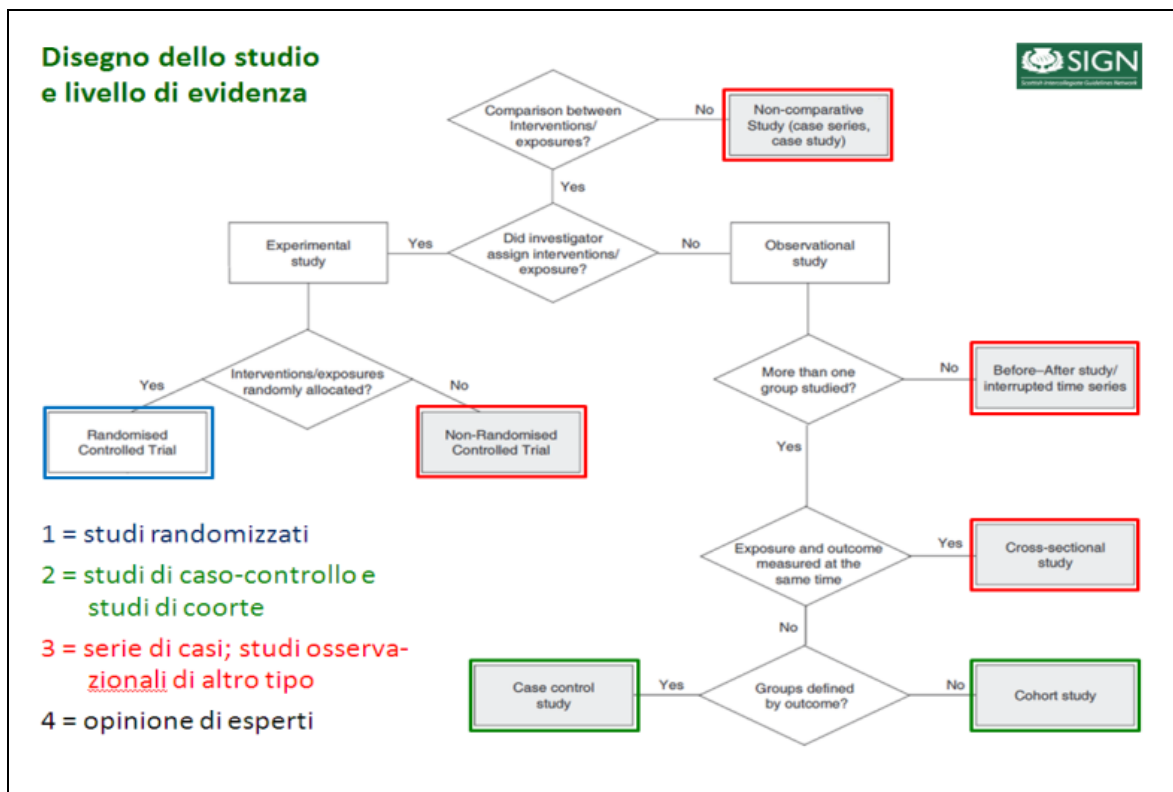 Disegno dello studio
e livello di evidenza
SIGN
Scottish Intercollegiate Guidelines Network
Comparison between
Interventions/
exposures?
No
Non-comparative
Study (case series,
case study)
Yes
Experimental
study
Yes
Did investigator
assign interventions/
exposure?
No
Observational
study
Yes
Interventions/exposures
randomly allocated?
No
More than one
group studied?
No
Before–After study/
interrupted time series
Randomised
Controlled Trial
Non-Randomised
Controlled Trial
Yes
1 = studi randomizzati
2 = studi di caso-controllo e
studi di coorte
3 = serie di casi; studi osserva-
zionali di altro tipo
4 = opinione di esperti
Exposure and outcome
measured at the
same time
Yes
Cross-sectional
study
No
Case control
study
Yes
Groups defined
by outcome?
No
Cohort study